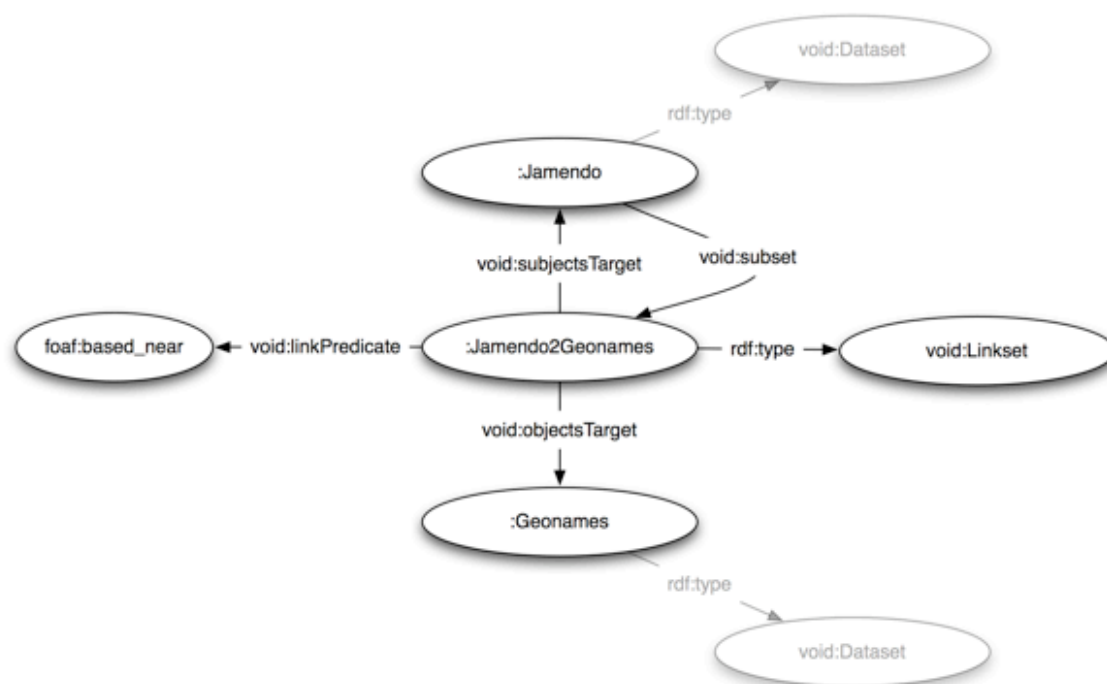 void:Dataset
rdf:type
:Jamendo
void:subjectsTarget
void:subset
foaf:based_near
void:linkPredicate
:Jamendo2Geonames
rdf:type
void:Linkset
void:objectsTarget
:Geonames
rdf:type
void:Dataset